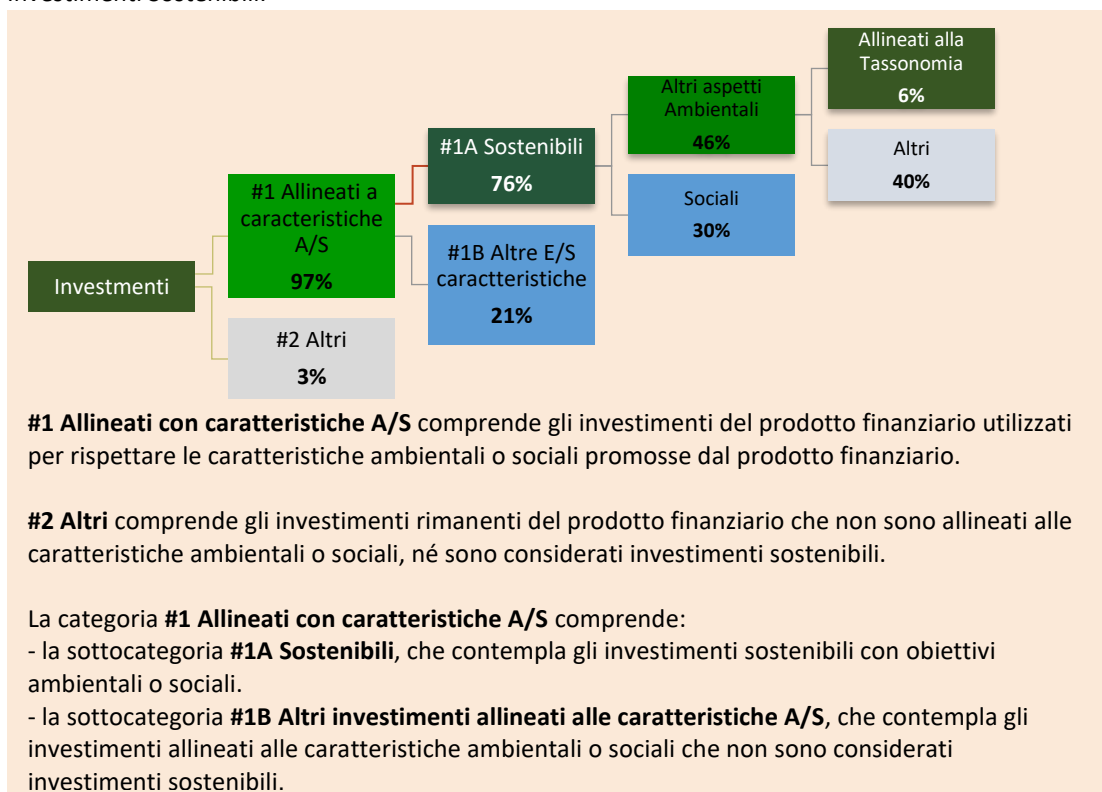 Allineati alla
Tassonomia
6%
Altri aspetti
Ambientali
46%
#1A Sostenibili
76%
Altri
40%
#1 Allineati a
caratteristiche
A/S
97%
Sociali
30%
#1B Altre E/S
caractteristiche
21%
Investmenti
#2 Altri
3%
#1 Allineati con caratteristiche A/S comprende gli investimenti del prodotto finanziario utilizzati
per rispettare le caratteristiche ambientali o sociali promosse dal prodotto finanziario.
#2 Altri comprende gli investimenti rimanenti del prodotto finanziario che non sono allineati alle
caratteristiche ambientali o sociali, né sono considerati investimenti sostenibili.
La categoria #1 Allineati con caratteristiche A/S comprende:
- la sottocategoria #1A Sostenibili, che contempla gli investimenti sostenibili con obiettivi
ambientali o sociali.
- la sottocategoria #1B Altri investimenti allineati alle caratteristiche A/S, che contempla gli
investimenti allineati alle caratteristiche ambientali o sociali che non sono considerati
investimenti sostenibili.